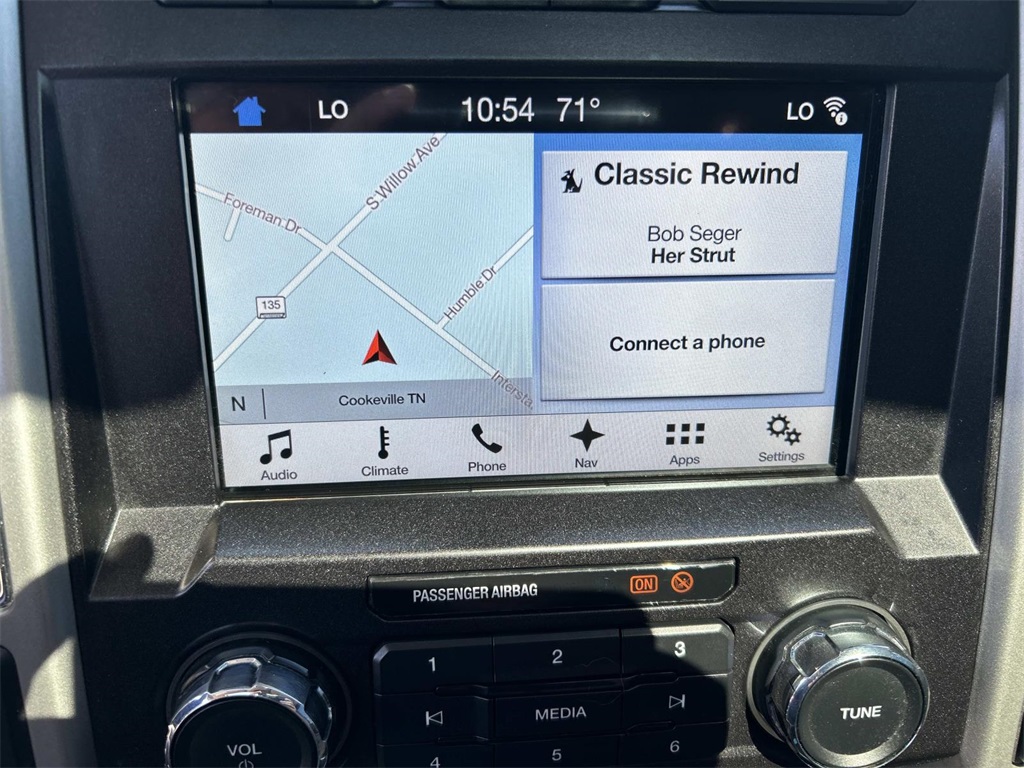 LO 10:54 71° LO
S Willow Ave
Foreman Dr
Humble Dr
135
Intersta
N Cookeville TN
Classic Rewind
Bob Seger
Her Strut
Connect a phone
Audio Climate Phone Nav Apps Settings
PASSENGER AIRBAG ON
1 2 3
MEDIA
4 5 6
VOL
TUNE